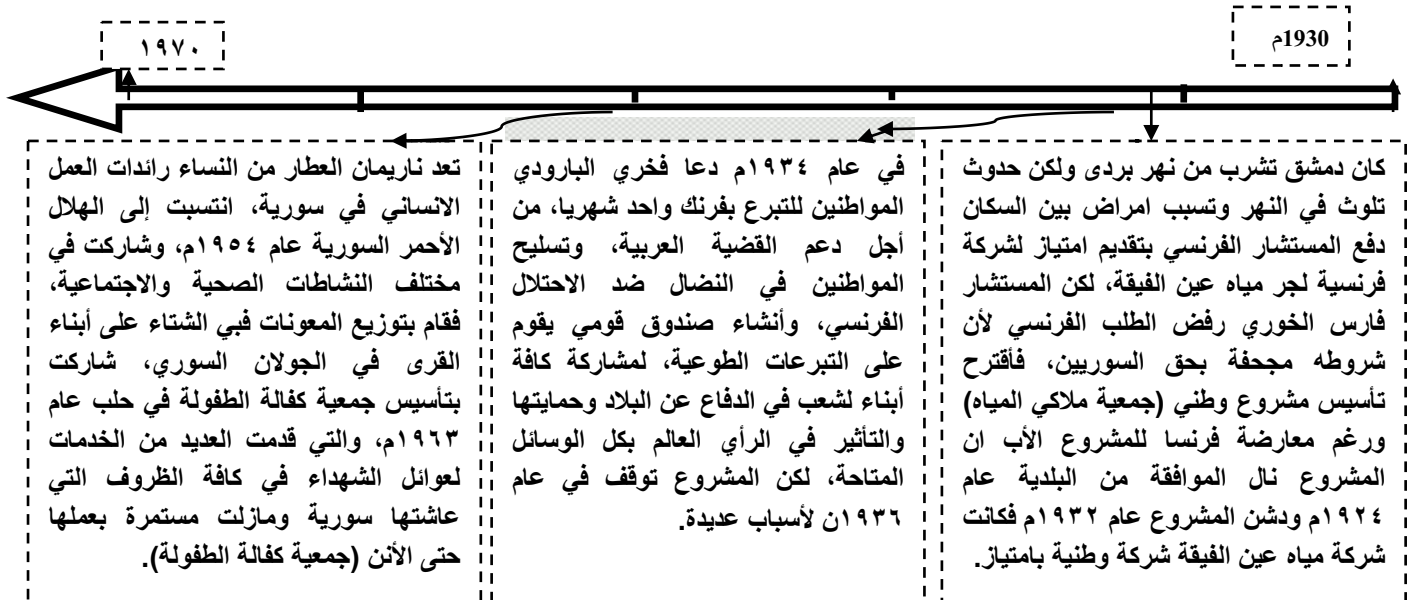 1930م
١٩٧٠
كان دمشق تشرب من نهر بردى ولكن حدوث
تلوث في النهر وتسبب امراض بين السكان
دفع المستشار الفرنسي بتقديم امتياز لشركة
فرنسية لجر مياه عين الفيقة، لكن المستشار
فارس الخوري رفض الطلب الفرنسي لأن
شروطه مجحفة بحق السوريين، فأقترح
تأسيس مشروع وطني (جمعية ملاكي المياه)
ورغم معارضة فرنسا للمشروع الأب ان
المشروع نال الموافقة من البلدية عام
١٩٢٤م ودشن المشروع عام ١٩٣٢م فكانت
شركة مياه عين الفيقة شركة وطنية بامتياز.
في عام ١٩٣٤م دعا فخري البارودي
المواطنين للتبرع بفرنك واحد شهريا، من
أجل دعم القضية العربية، وتسليح
المواطنين في النضال ضد الاحتلال
الفرنسي، وأنشاء صندوق قومي يقوم
على التبرعات الطوعية، لمشاركة كافة
أبناء لشعب في الدفاع عن البلاد وحمايتها
والتأثير في الرأي العالم بكل الوسائل
المتاحة، لكن المشروع توقف في عام
١٩٣٦ن لأسباب عديدة.
تعد ناريمان العطار من النساء رائدات العمل
الانساني في سورية، انتسبت إلى الهلال
الأحمر السورية عام ١٩٥٤م، وشاركت في
مختلف النشاطات الصحية والاجتماعية،
فقام بتوزيع المعونات فبي الشتاء على أبناء
القرى في الجولان السوري، شاركت
بتأسيس جمعية كفالة الطفولة في حلب عام
١٩٦٣م، والتي قدمت العديد من الخدمات
لعوائل الشهداء في كافة الظروف التي
عاشتها سورية ومازلت مستمرة بعملها
حتى الأنن (جمعية كفالة الطفولة).